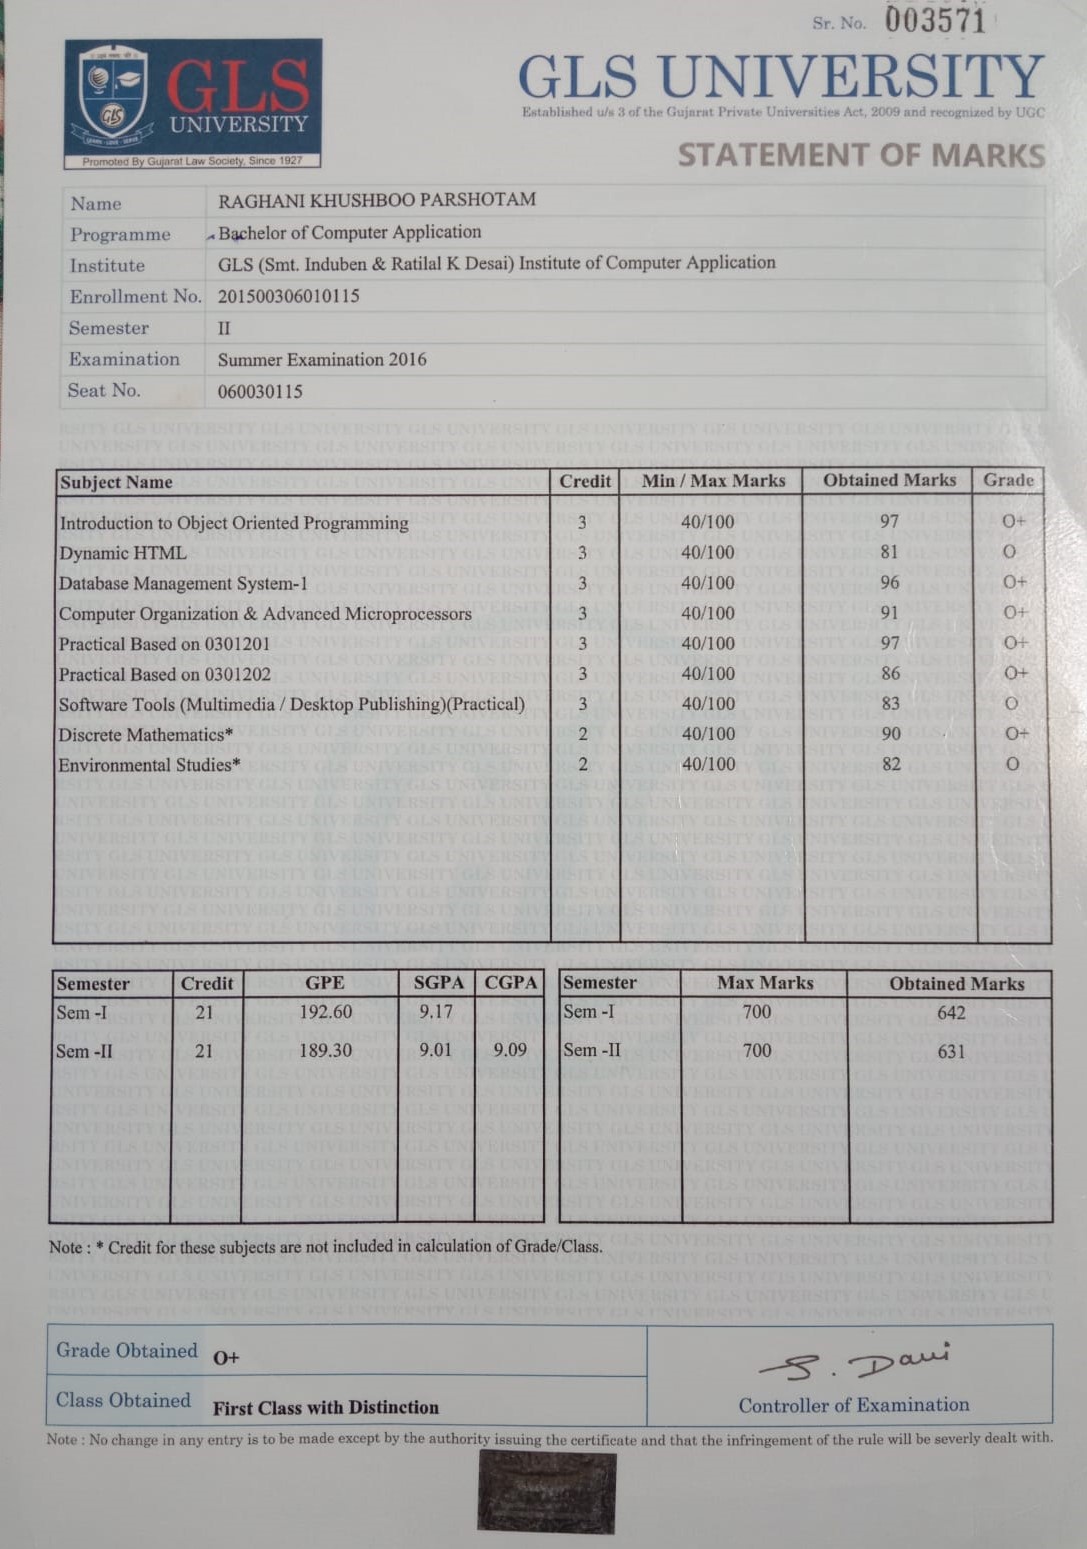 Sr. No. 003571
GLS
UNIVERSITY
Promoted By Gujarat Law Society, Since 1927
GLS UNIVERSITY
Established u/s 3 of the Gujarat Private Universities Act, 2009 and recognized by UGC
STATEMENT OF MARKS
Name RAGHANI KHUSHBOO PARSHOTAM
Programme Bachelor of Computer Application
Institute GLS (Smt. Induben & Ratilal K Desai) Institute of Computer Application
Enrollment No. 201500306010115
Semester II
Examination Summer Examination 2016
Seat No. 060030115
Subject Name Credit Min / Max Marks Obtained Marks Grade
Introduction to Object Oriented Programming 3 40/100 97 O+
Dynamic HTML 3 40/100 81 O
Database Management System-1 3 40/100 96 O+
Computer Organization & Advanced Microprocessors 3 40/100 91 O+
Practical Based on 0301201 3 40/100 97 O+
Practical Based on 0301202 3 40/100 86 O+
Software Tools (Multimedia / Desktop Publishing)(Practical) 3 40/100 83 O
Discrete Mathematics* 2 40/100 90 O+
Environmental Studies* 2 40/100 82 O
Semester Credit GPE SGPA CGPA Semester Max Marks Obtained Marks
Sem -I 21 192.60 9.17 Sem -I 700 642
Sem -II 21 189.30 9.01 9.09 Sem -II 700 631
Note : * Credit for these subjects are not included in calculation of Grade/Class.
Grade Obtained O+
Class Obtained First Class with Distinction
S. Davi
Controller of Examination
Note : No change in any entry is to be made except by the authority issuing the certificate and that the infringement of the rule will be severly dealt with.